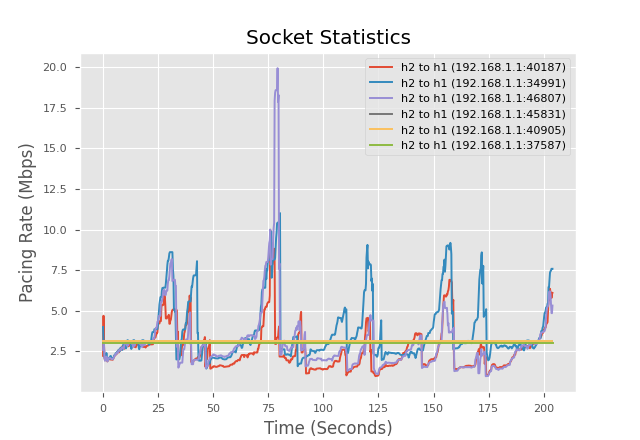 Socket Statistics
h2 to h1 (192.168.1.1:40187)
h2 to h1 (192.168.1.1:34991)
h2 to h1 (192.168.1.1:46807)
h2 to h1 (192.168.1.1:45831)
h2 to h1 (192.168.1.1:40905)
h2 to h1 (192.168.1.1:37587)
Pacing Rate (Mbps)
20.0
17.5
15.0
12.5
10.0
7.5
5.0
2.5
0 25 50 75 100 125 150 175 200
Time (Seconds)